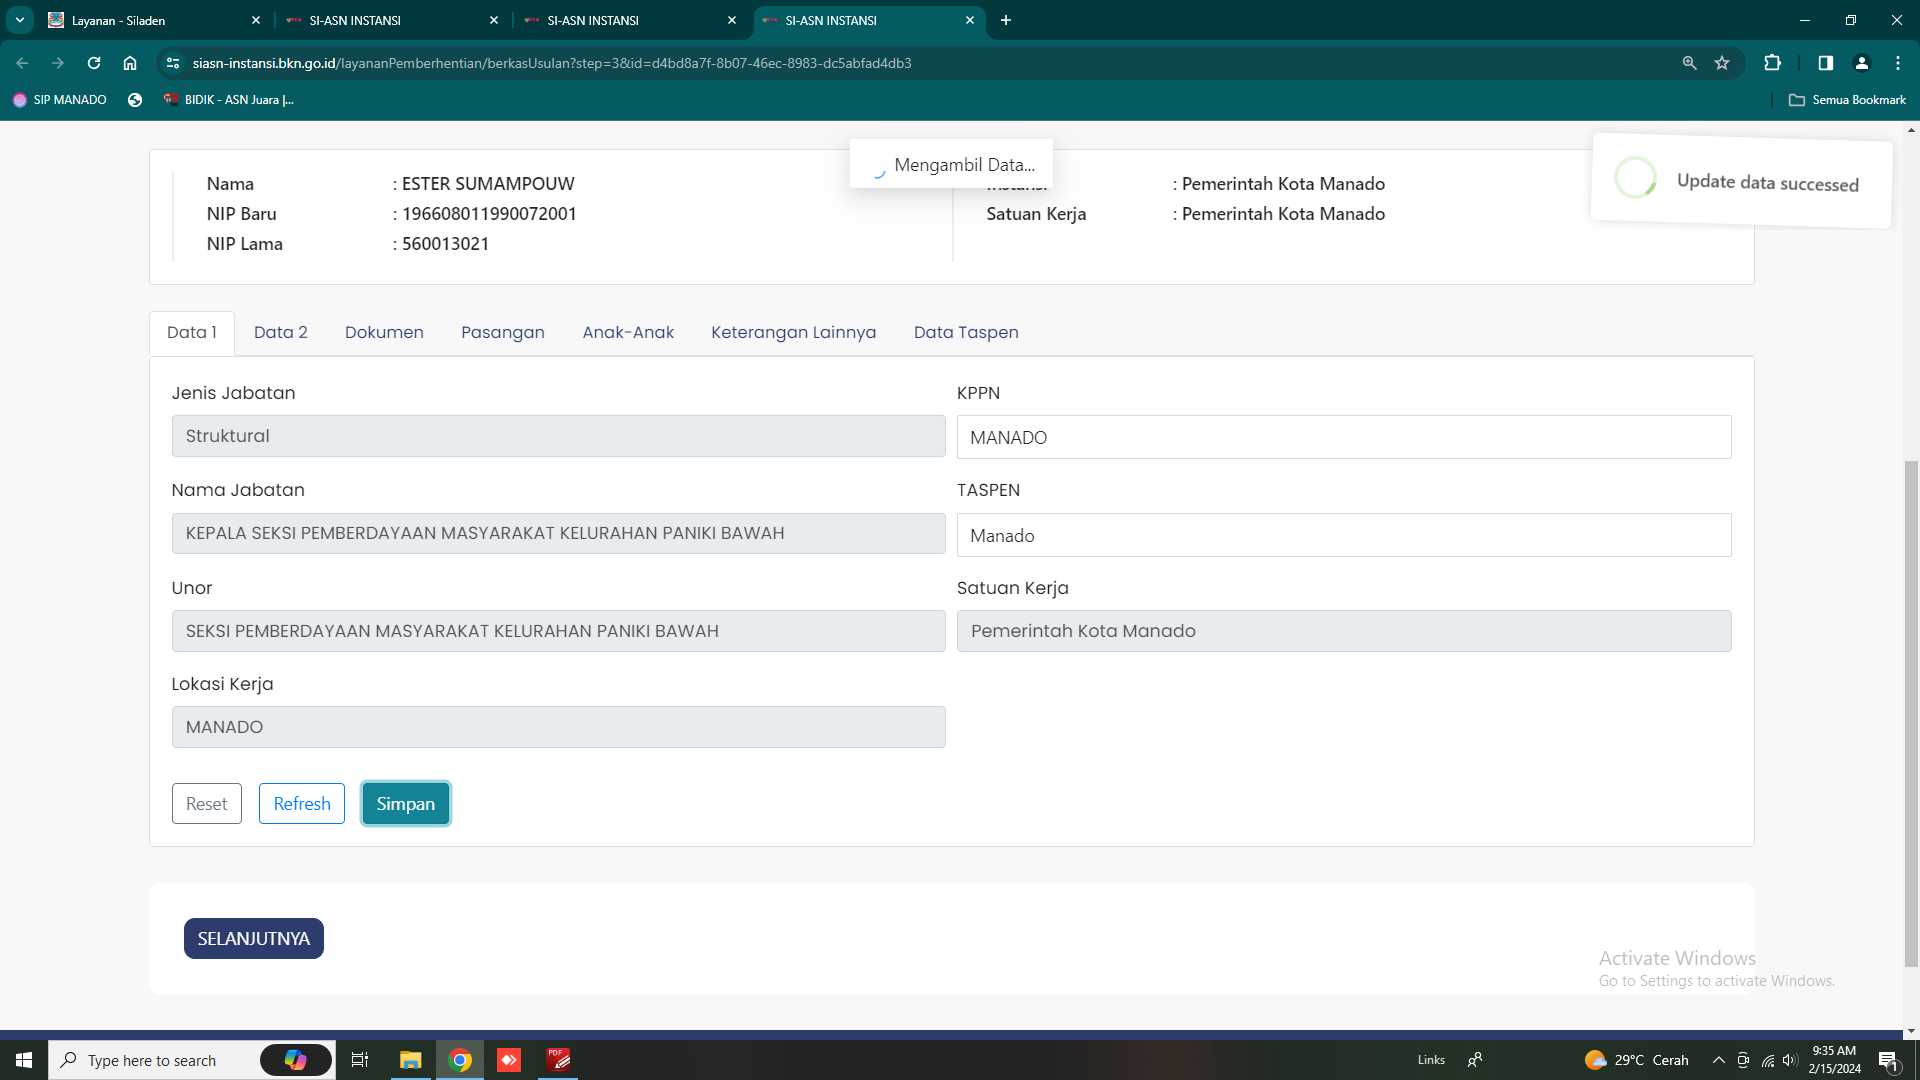 Layanan - Siladen
SI-ASN INSTANSI
SI-ASN INSTANSI
SI-ASN INSTANSI
siasn-instansi.bkn.go.id/layananPemberhentian/berkasUsulan?step=3&id=d4bd8a7f-8b07-46ec-8983-dc5abfad4db3
SIP MANADO
BIDIK - ASN Juara |...
Semua Bookmark
Mengambil Data...
Update data successed
Nama : ESTER SUMAMPOUW
NIP Baru : 196608011990072001
NIP Lama : 560013021
Instansi : Pemerintah Kota Manado
Satuan Kerja : Pemerintah Kota Manado
Data 1 Data 2 Dokumen Pasangan Anak-Anak Keterangan Lainnya Data Taspen
Jenis Jabatan
Struktural
KPPN
MANADO
Nama Jabatan
KEPALA SEKSI PEMBERDAYAAN MASYARAKAT KELURAHAN PANIKI BAWAH
TASPEN
Manado
Unor
SEKSI PEMBERDAYAAN MASYARAKAT KELURAHAN PANIKI BAWAH
Satuan Kerja
Pemerintah Kota Manado
Lokasi Kerja
MANADO
Reset Refresh Simpan
SELANJUTNYA
Activate Windows
Go to Settings to activate Windows.
Type here to search
PDF
Links
29°C Cerah
9:35 AM
2/15/2024
1